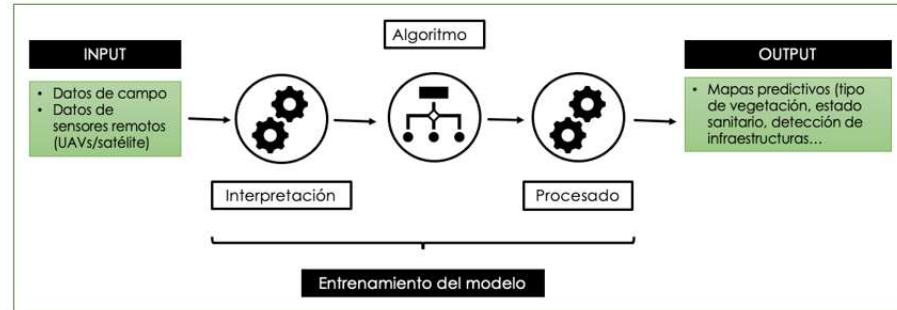 Algoritmo
INPUT
OUTPUT
• Datos de campo
• Datos de
sensores remotos
(UAVs/satélite)
• Mapas predictivos (tipo
de vegetación, estado
sanitario, detección de
infraestructuras...
Interpretación
Procesado
Entrenamiento del modelo